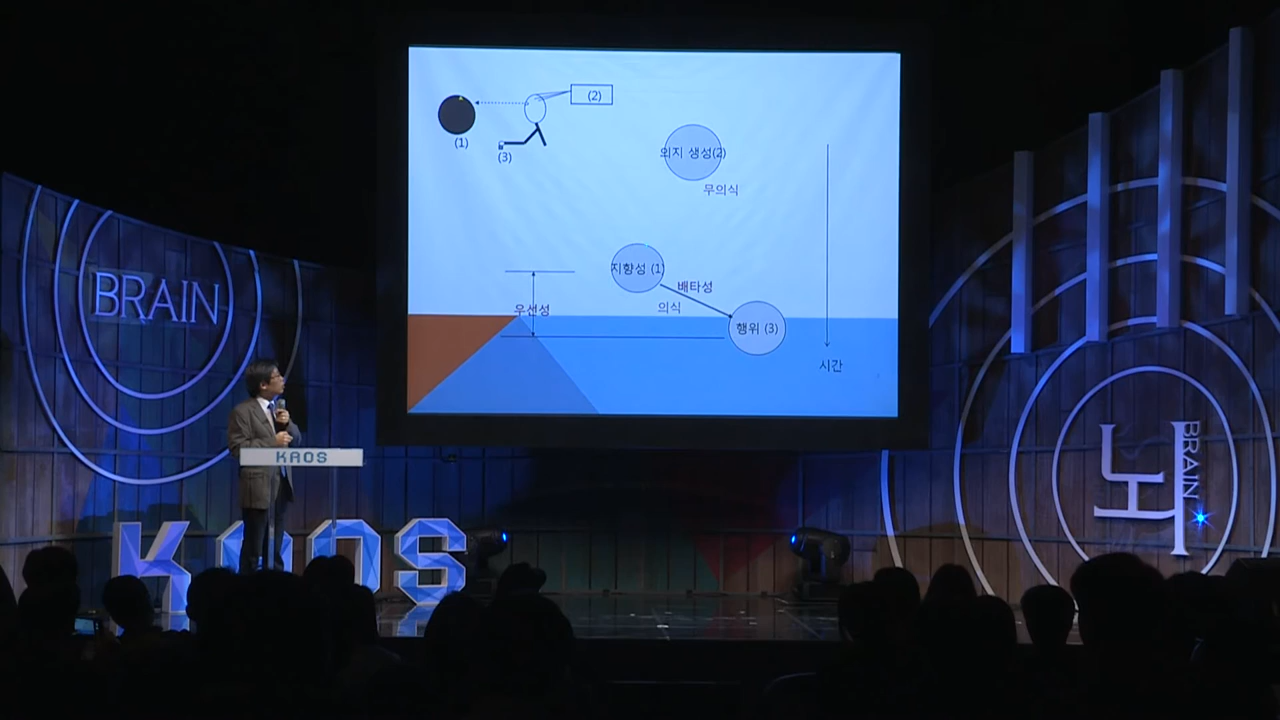 BRAIN
(2)
(1)
(3)
의지 생성(2)
무의식
지향성 (1)
배타성
의식
우선성
행위 (3)
시간
KAOS
KAOS
뇌
BRAIN